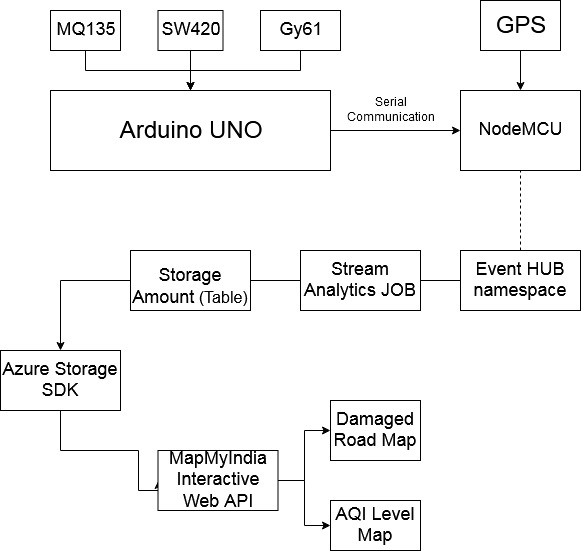 MQ135
SW420
Gy61
GPS
Arduino UNO
Serial
Communication
NodeMCU
Storage
Amount (Table)
Stream
Analytics JOB
Event HUB
namespace
Azure Storage
SDK
MapMyIndia
Interactive
Web API
Damaged
Road Map
AQI Level
Map